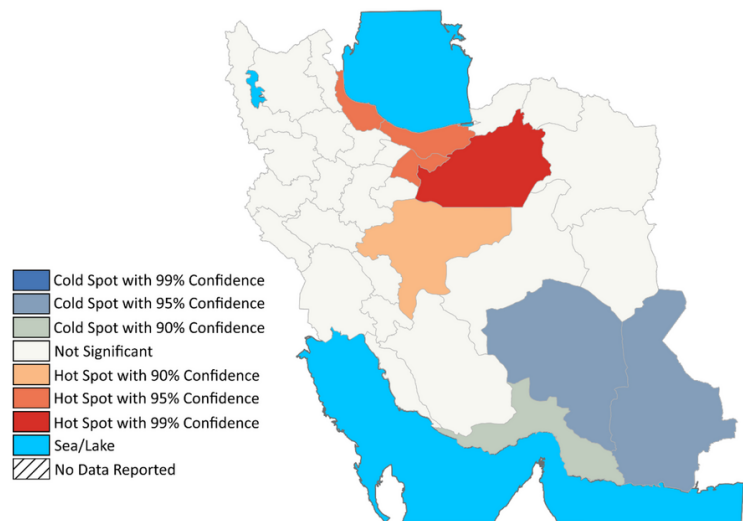 Cold Spot with 99% Confidence
Cold Spot with 95% Confidence
Cold Spot with 90% Confidence
Not Significant
Hot Spot with 90% Confidence
Hot Spot with 95% Confidence
Hot Spot with 99% Confidence
Sea/Lake
No Data Reported